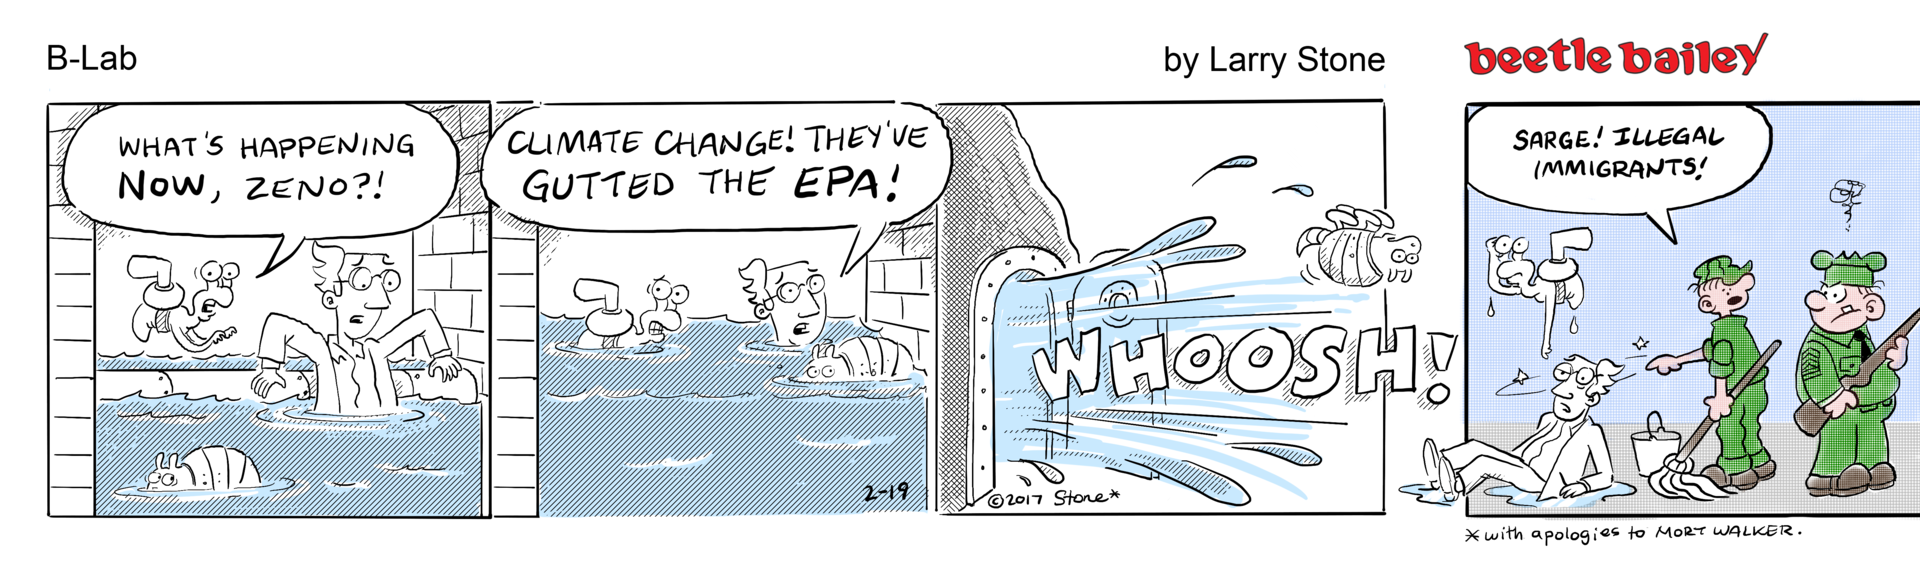 B-Lab
by Larry Stone
beetle bailey
WHAT'S HAPPENING
NOW, ZENO?!
CLIMATE CHANGE! THEY'VE
GUTTED THE EPA!
2-19
WHOOSH!
©2017 Stone*
SARGE! ILLEGAL
IMMIGRANTS!
*with apologies to MORT WALKER.